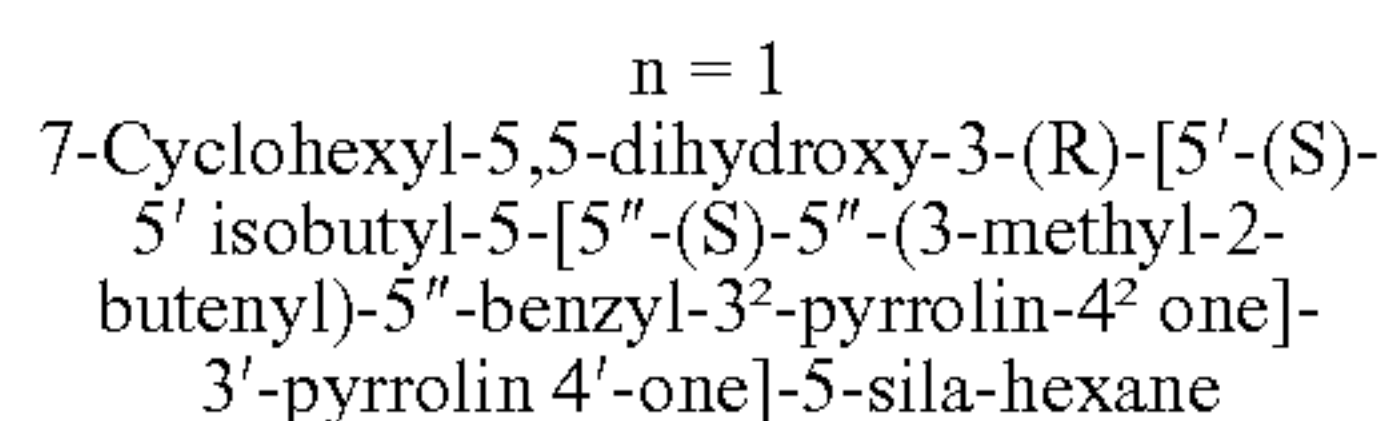 n = 1
7-Cyclohexyl-5,5-dihydroxy-3-(R)-[5′-(S)-
5′ isobutyl-5-[5″-(S)-5″-(3-methyl-2-
butenyl)-5″-benzyl-3²-pyrrolin-4² one]-
3′-pyrrolin 4′-one]-5-sila-hexane